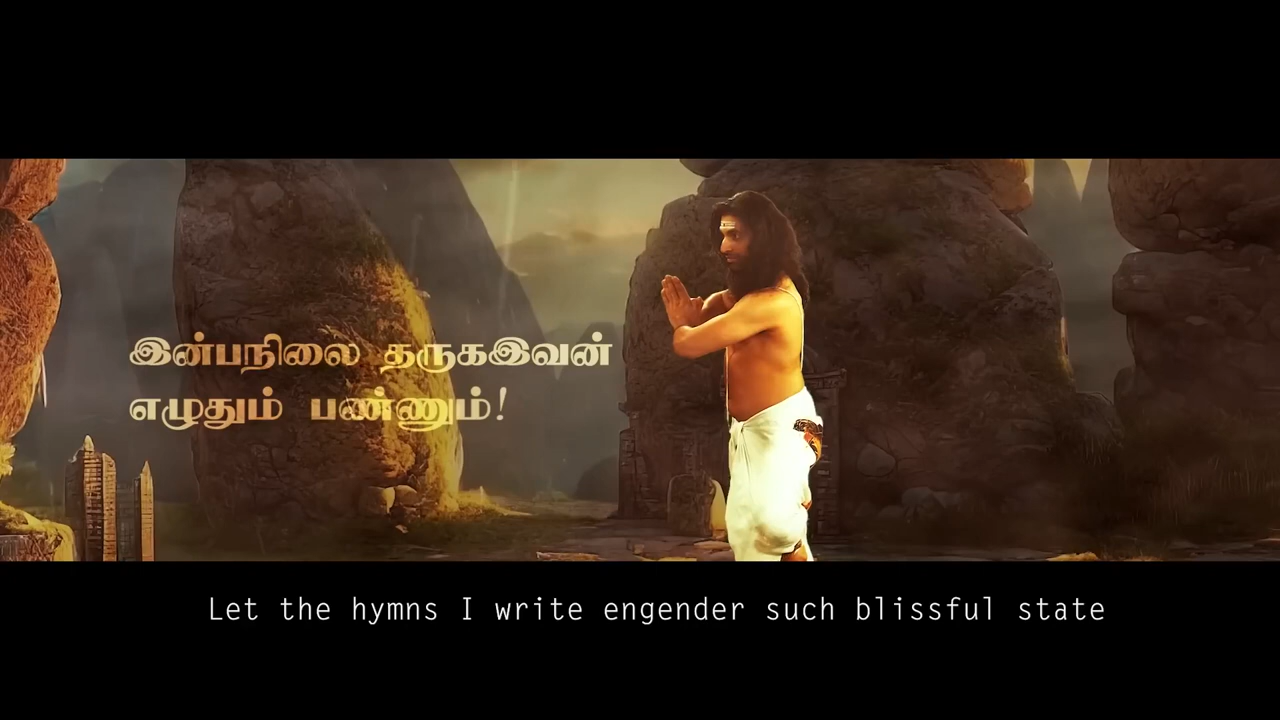 இன்பநிலை தருகஇவன்
எழுதும் பண்ணும்!
Let the hymns I write engender such blissful state